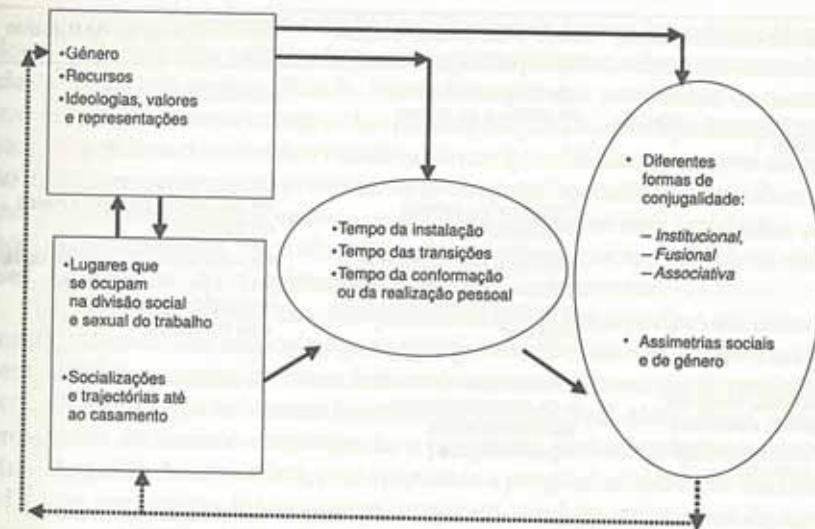 •Género
•Recursos
•Ideologias, valores
e representações
•Lugares que
se ocupam
na divisão social
e sexual do trabalho
•Socializações
e trajectórias até
ao casamento
•Tempo da instalação
•Tempo das transições
•Tempo da conformação
ou da realização pessoal
• Diferentes
formas de
conjugalidade:
– Institucional,
– Fusional
– Associativa
• Assimetrias sociais
e de género